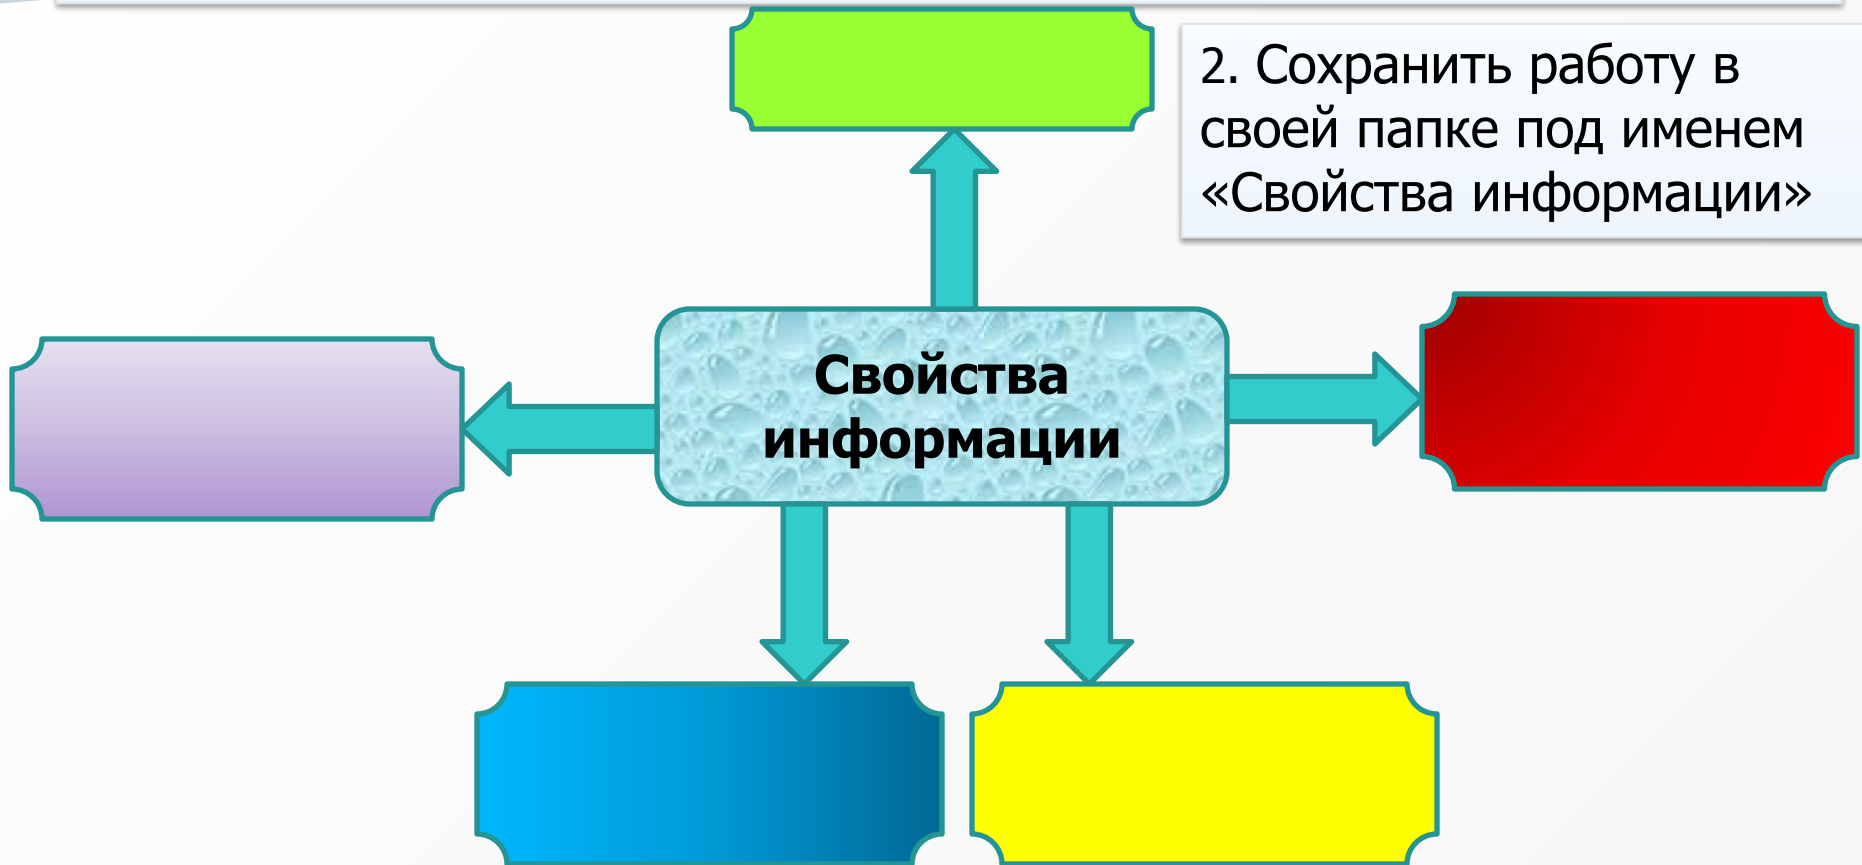 2. Сохранить работу в
своей папке под именем
«Свойства информации»
Свойства
информации